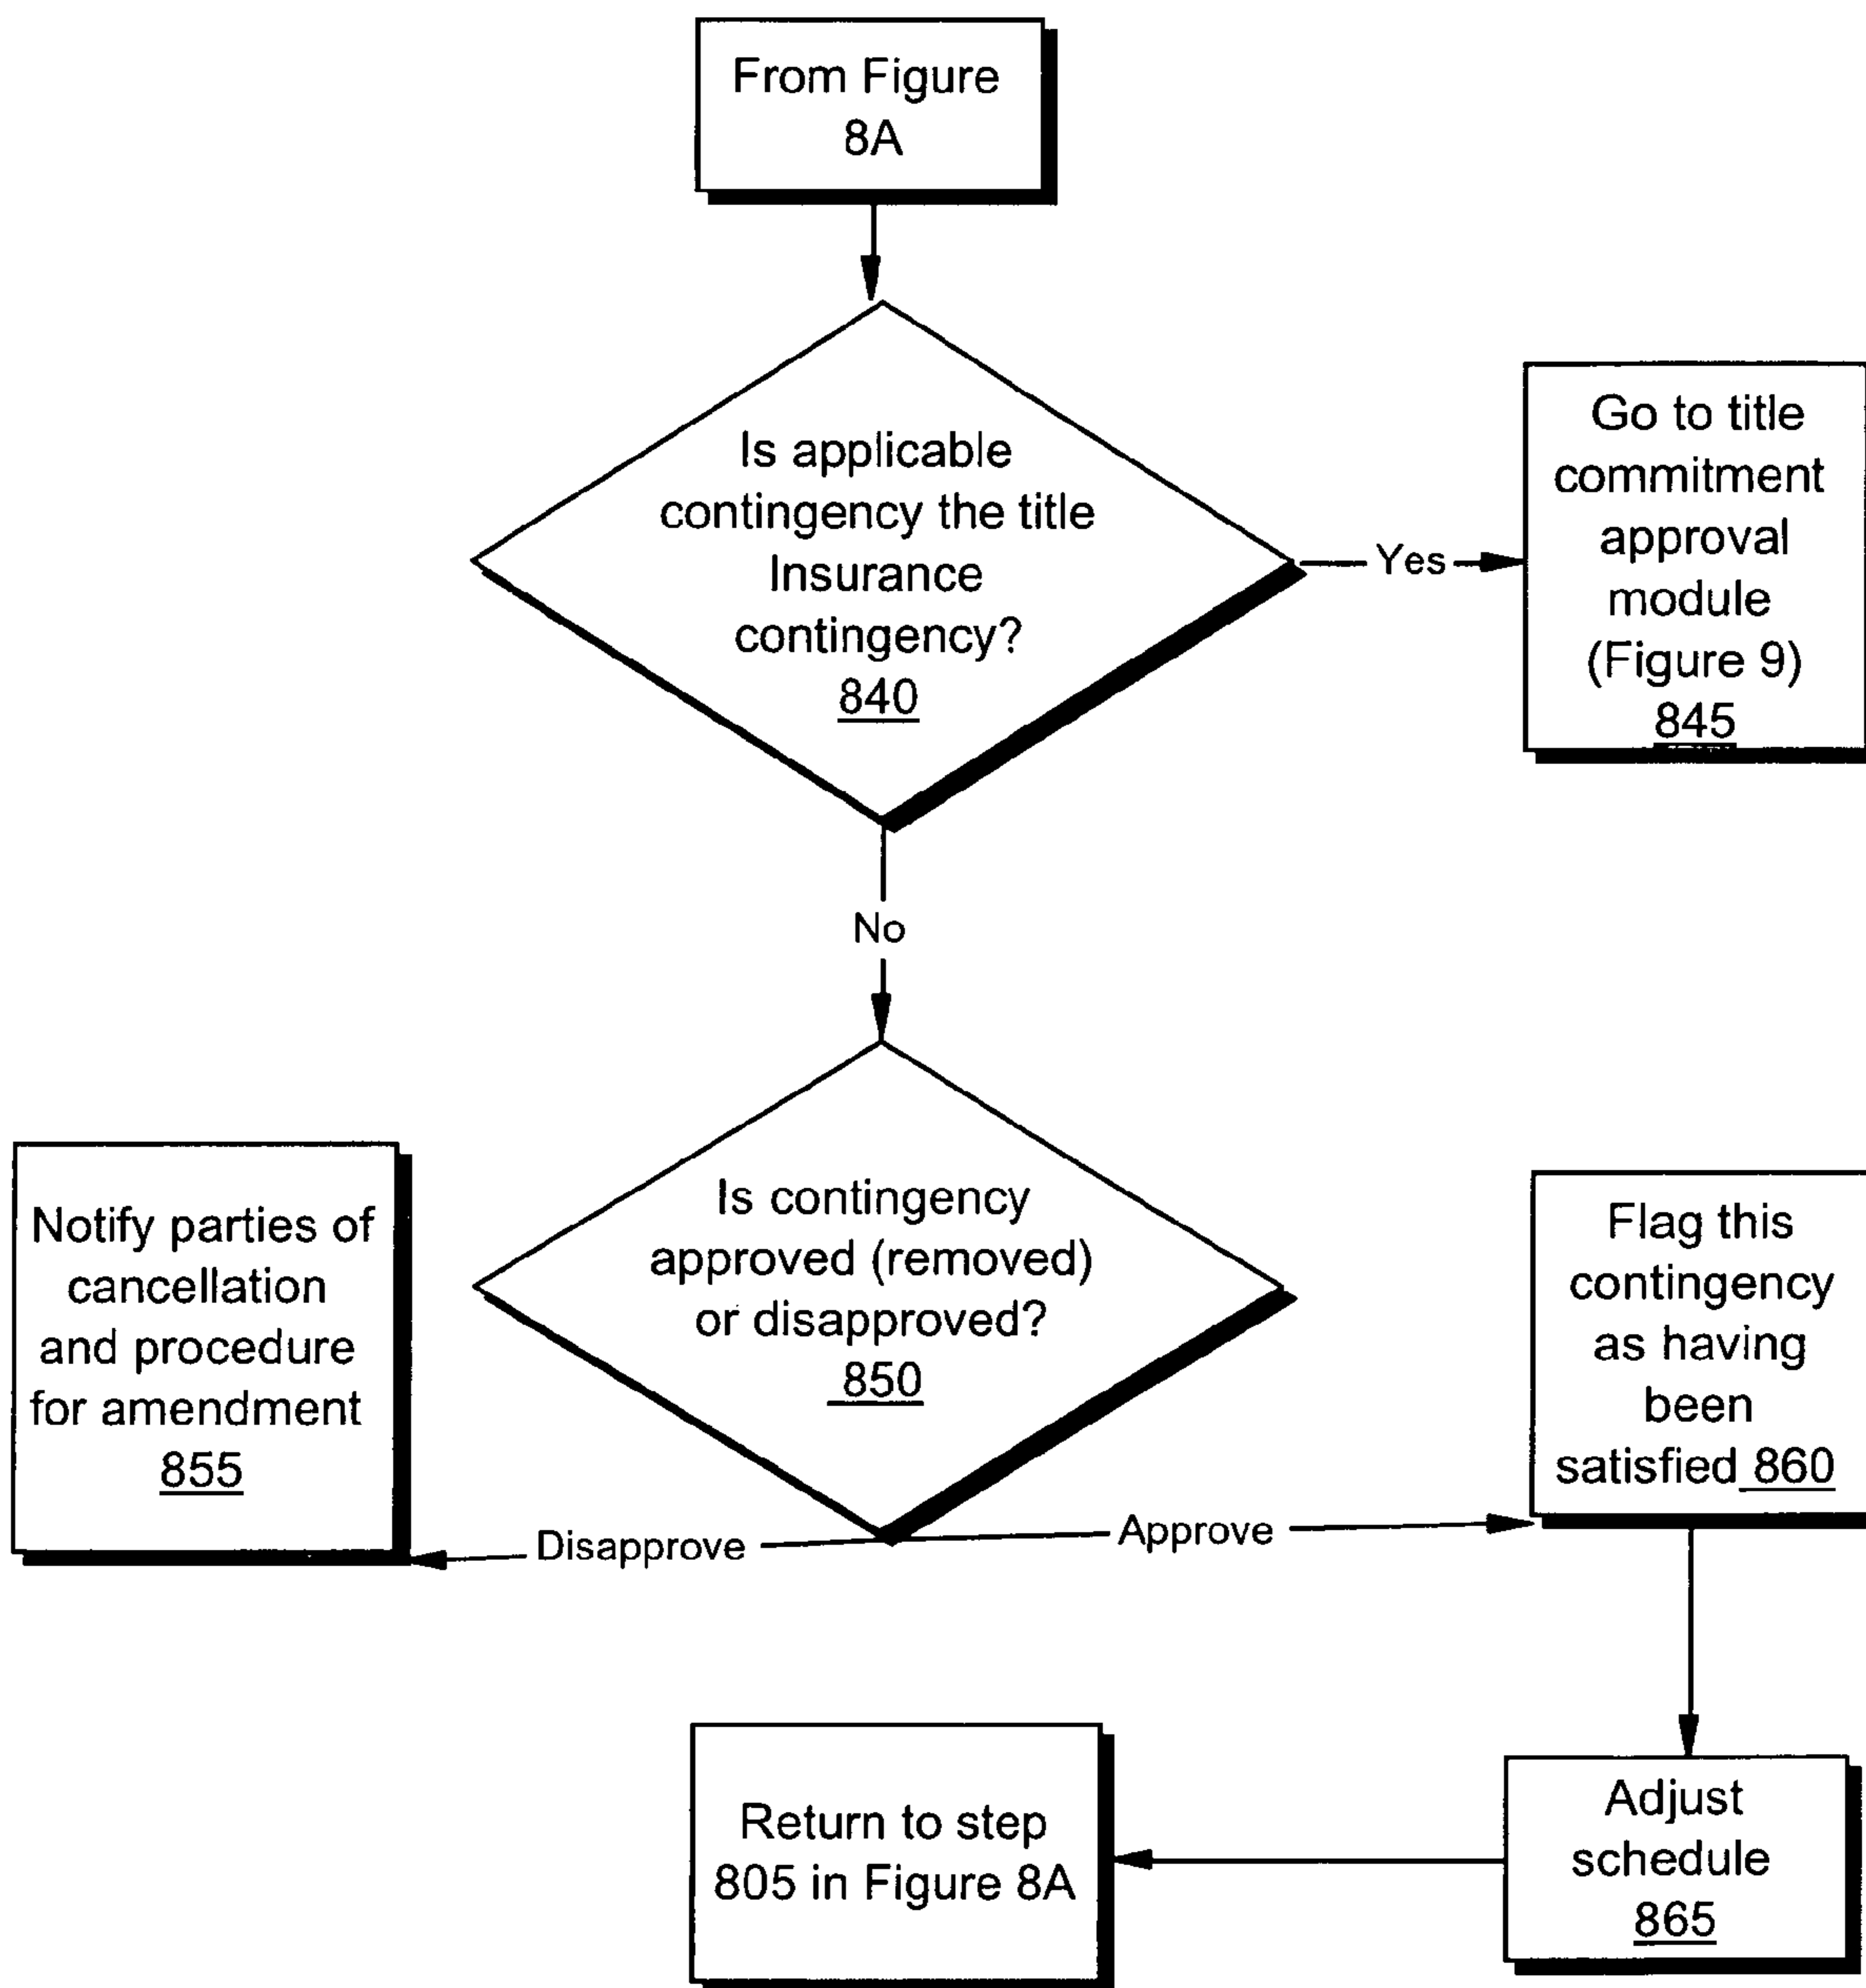 From Figure
8A
Is applicable
contingency the title
Insurance
contingency?
840
Yes
Go to title
commitment
approval
module
(Figure 9)
845
No
Is contingency
approved (removed)
or disapproved?
850
Notify parties of
cancellation
and procedure
for amendment
855
Disapprove
Approve
Flag this
contingency
as having
been
satisfied 860
Adjust
schedule
865
Return to step
805 in Figure 8A